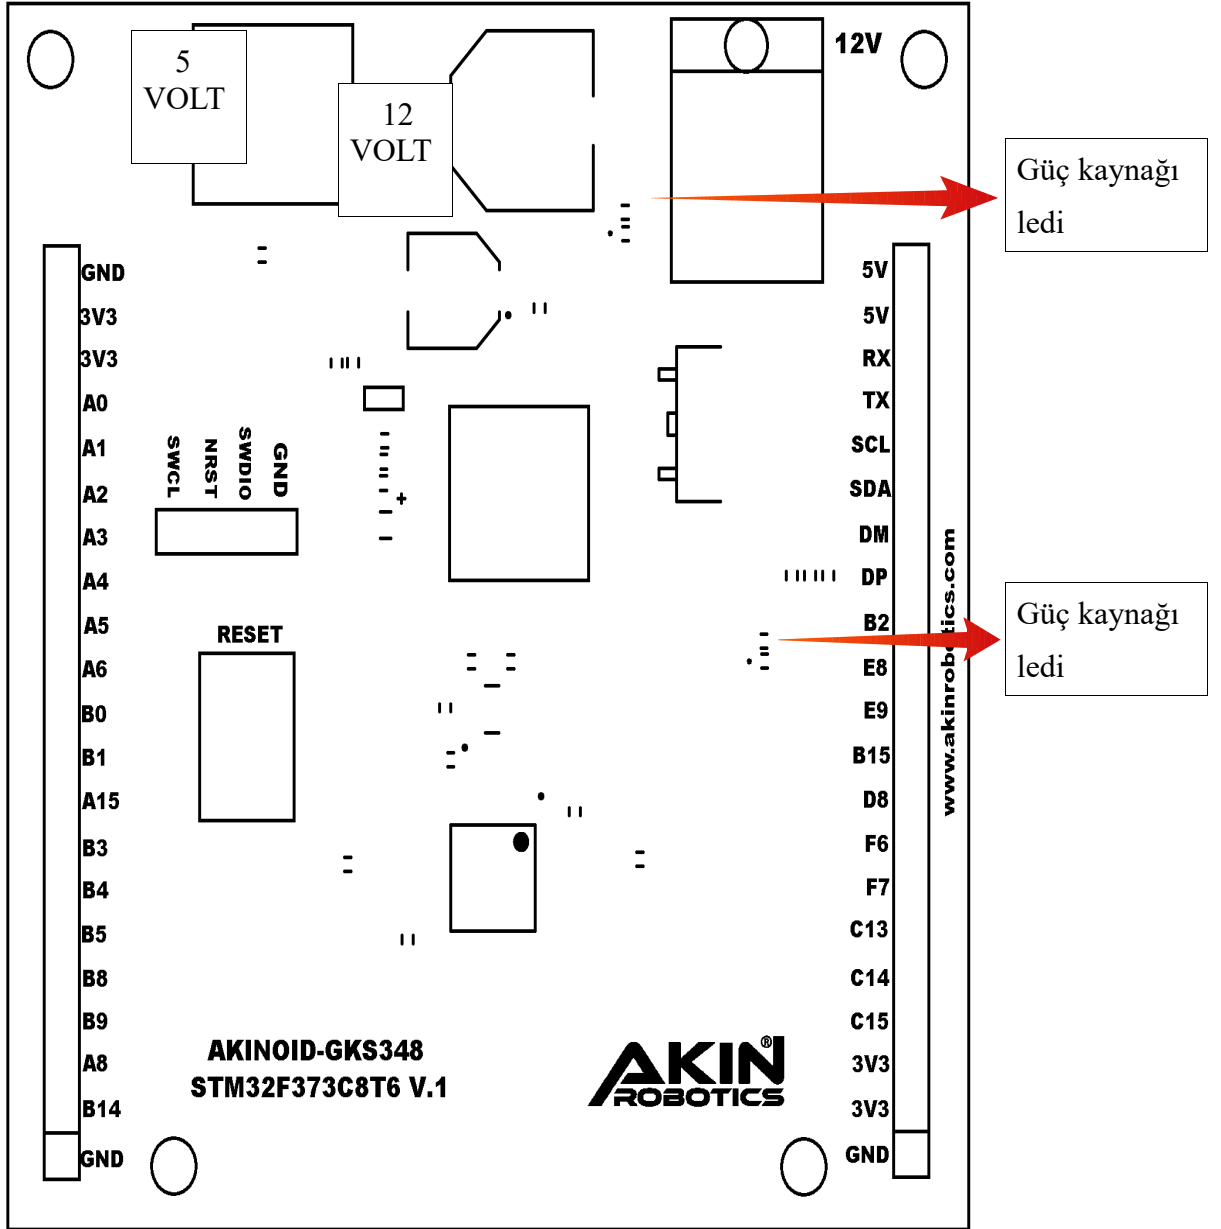 5
VOLT
12
VOLT
12V
Güç kaynağı
ledi
GND
3V3
3V3
A0
A1
A2
A3
A4
A5
A6
B0
B1
A15
B3
B4
B5
B8
B9
A8
B14
GND
SWCL
NRST
SWDIO
GND
RESET
5V
5V
RX
TX
SCL
SDA
DM
DP
B2
E8
E9
B15
D8
F6
F7
C13
C14
C15
3V3
3V3
GND
www.akinrobotics.com
Güç kaynağı
ledi
AKINOID-GKS348
STM32F373C8T6 V.1
AKIN®
ROBOTICS